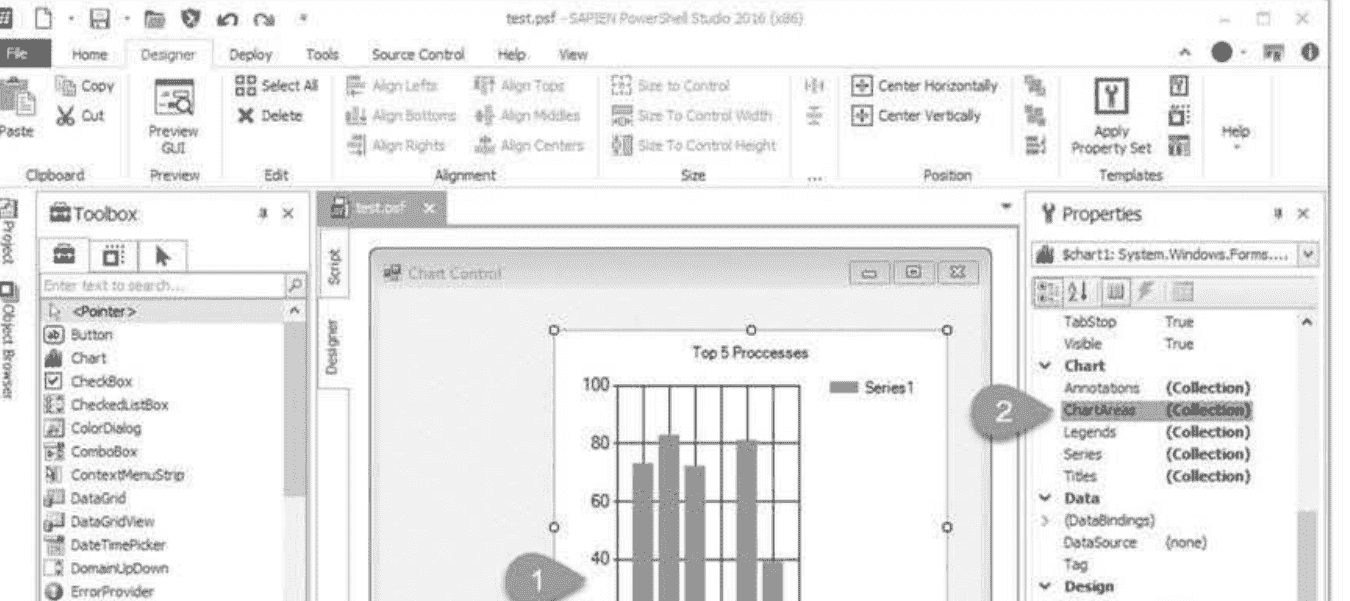 test.psf - SAPIEN PowerShell Studio 2016 (x86)
File Home Designer Deploy Tools Source Control Help View
Paste
Copy
Cut
Clipboard
Preview
GUI
Preview
Select All
Delete
Edit
Align Lefts Align Tops
Align Bottoms Align Middles
Align Rights Align Centers
Alignment
Size to Control
Size To Control Width
Size To Control Height
Size
...
Center Horizontally
Center Vertically
Position
Apply
Property Set
Templates
Help
Project
Object Browser
Toolbox
Enter text to search...
<Pointer>
Button
Chart
CheckBox
CheckedListBox
ColorDialog
ComboBox
ContextMenuStrip
DataGrid
DataGridView
DateTimePicker
DomainUpDown
ErrorProvider
test.psf
Script
Designer
Chart Control
Top 5 Proccesses
Series1
100
80
60
40
1
2
Properties
$chart1: System.Windows.Forms....
TabStop True
Visible True
Chart
Annotations (Collection)
ChartAreas (Collection)
Legends (Collection)
Series (Collection)
Titles (Collection)
Data
(DataBindings)
DataSource (none)
Tag
Design